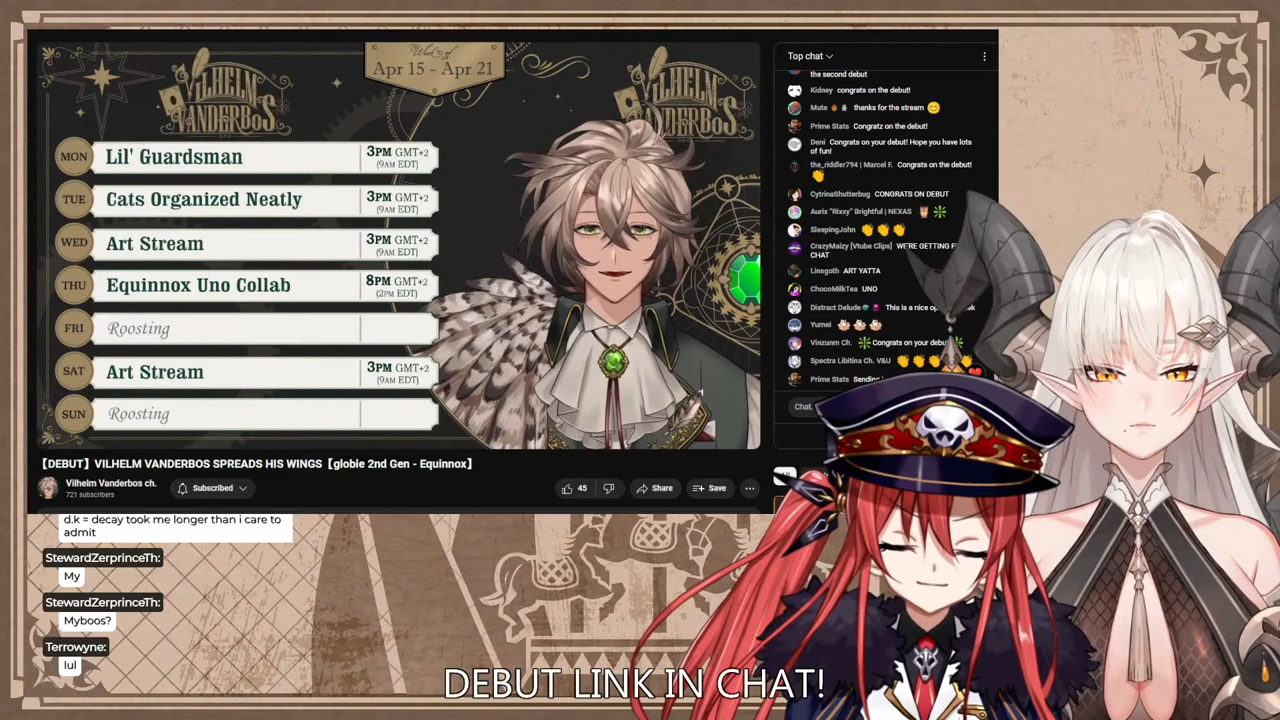 Week of
Apr 15 - Apr 21
VILHELM
VANDERBOS
VILHELM
VANDERBOS
MON Lil' Guardsman 3PM GMT+2
(9AM EDT)
TUE Cats Organized Neatly 3PM GMT+2
(9AM EDT)
WED Art Stream 3PM GMT+2
(9AM EDT)
THU Equinnox Uno Collab 8PM GMT+2
(2PM EDT)
FRI Roosting
SAT Art Stream 3PM GMT+2
(9AM EDT)
SUN Roosting
Top chat
the second debut
Kidney congrats on the debut!
Mute thanks for the stream
Prime Stats Congratz on the debut!
Deni Congrats on your debut! Hope you have lots
of fun!
the_riddler794 | Marcel F. Congrats on the debut!
CytrinaShutterbug CONGRATS ON DEBUT
Aurix "Rixxy" Brightful | NEXAS
SleepingJohn
CrazyMaizy [Vtube Clips] WE'RE GETTING
CHAT
Linsgoth ART YATTA
ChocoMilkTea UNO
Distract Delude This is a nice
Yumei
Vinzunm Ch. Congrats on your debut
Spectra Libitina Ch. V&U
Prime Stats Sending
Chat.
【DEBUT】VILHELM VANDERBOS SPREADS HIS WINGS【globie 2nd Gen - Equinnox】
Vilhelm Vanderbos ch.
721 subscribers
Subscribed
45
Share
Save
d.k = decay took me longer than i care to
admit
StewardZerprinceTh:
My
StewardZerprinceTh:
Myboos?
Terrowyne:
lul
DEBUT LINK IN CHAT!